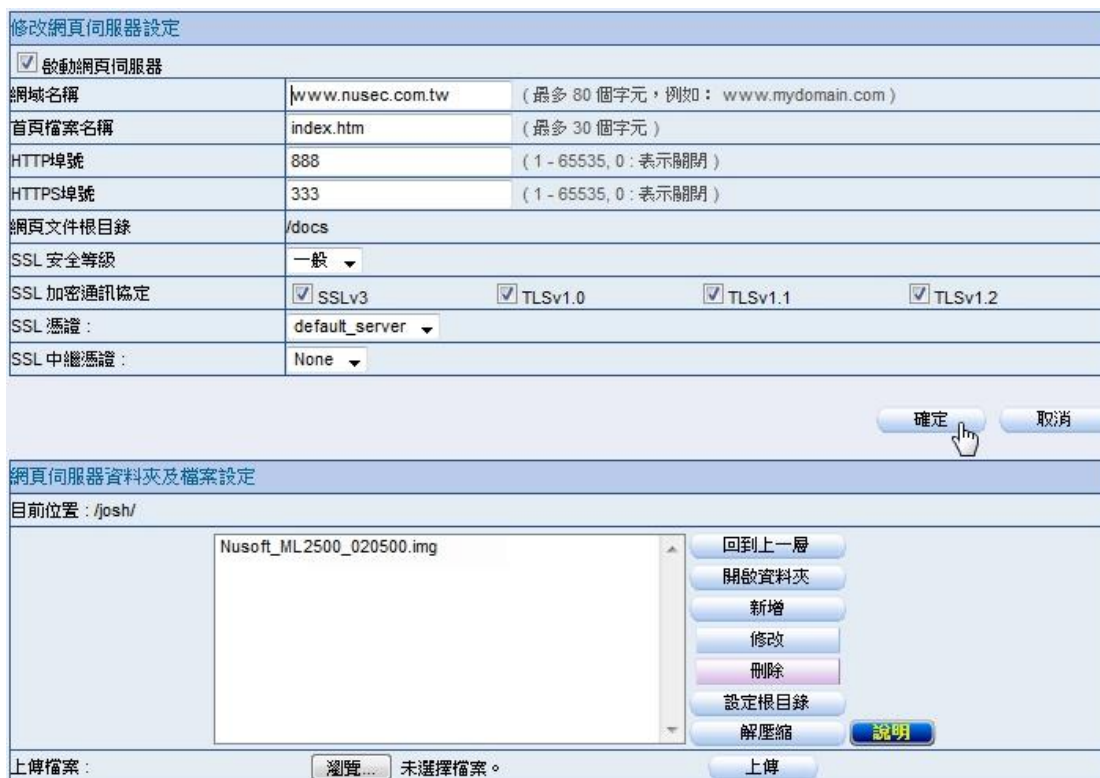 修改網頁伺服器設定
啟動網頁伺服器
網域名稱 www.nusec.com.tw ( 最多 80 個字元，例如： www.mydomain.com )
首頁檔案名稱 index.htm ( 最多 30 個字元 )
HTTP埠號 888 ( 1 - 65535, 0 : 表示關閉 )
HTTPS埠號 333 ( 1 - 65535, 0 : 表示關閉 )
網頁文件根目錄 /docs
SSL 安全等級 一般
SSL 加密通訊協定 SSLv3 TLSv1.0 TLSv1.1 TLSv1.2
SSL 憑證 : default_server
SSL 中繼憑證 : None
確定 取消
網頁伺服器資料夾及檔案設定
目前位置 : /josh/
Nusoft_ML2500_020500.img
回到上一層
開啟資料夾
新增
修改
刪除
設定根目錄
解壓縮 說明
上傳檔案 : 瀏覽... 未選擇檔案。 上傳